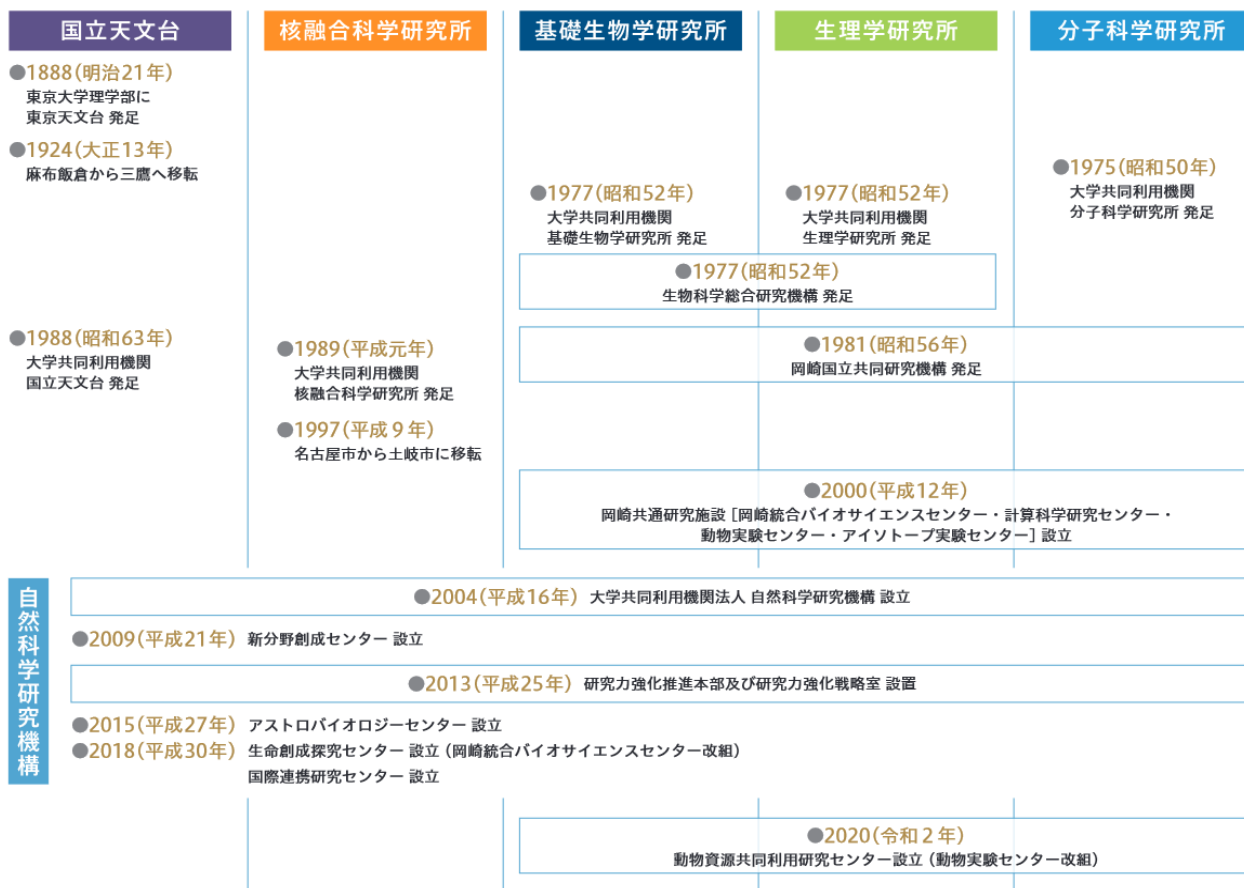 国立天文台
核融合科学研究所
基礎生物学研究所
生理学研究所
分子科学研究所
●1888(明治21年)
東京大学理学部に
東京天文台 発足
●1924(大正13年)
麻布飯倉から三鷹へ移転
●1975(昭和50年)
大学共同利用機関
分子科学研究所 発足
●1977(昭和52年)
大学共同利用機関
基礎生物学研究所 発足
●1977(昭和52年)
大学共同利用機関
生理学研究所 発足
●1977(昭和52年)
生物科学総合研究機構 発足
●1988(昭和63年)
大学共同利用機関
国立天文台 発足
●1989(平成元年)
大学共同利用機関
核融合科学研究所 発足
●1981(昭和56年)
岡崎国立共同研究機構 発足
●1997(平成9年)
名古屋市から土岐市に移転
●2000(平成12年)
岡崎共通研究施設[岡崎統合バイオサイエンスセンター・計算科学研究センター・
動物実験センター・アイソトープ実験センター]設立
自然科学研究機構
●2004(平成16年) 大学共同利用機関法人 自然科学研究機構 設立
●2009(平成21年) 新分野創成センター 設立
●2013(平成25年) 研究力強化推進本部及び研究力強化戦略室 設置
●2015(平成27年) アストロバイオロジーセンター 設立
●2018(平成30年) 生命創成探究センター 設立(岡崎統合バイオサイエンスセンター改組)
国際連携研究センター 設立
●2020(令和2年)
動物資源共同利用研究センター設立(動物実験センター改組)